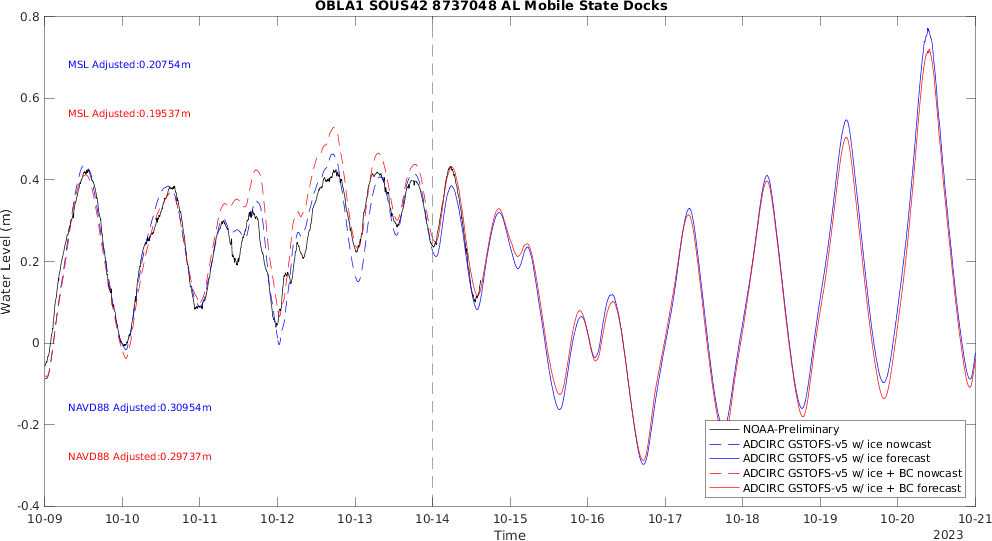 OBLA1 SOUS42 8737048 AL Mobile State Docks
0.8
MSL Adjusted:0.20754m
0.6
MSL Adjusted:0.19537m
0.4
Water Level (m)
0.2
0
NAVD88 Adjusted:0.30954m
-0.2
NAVD88 Adjusted:0.29737m
-0.4
NOAA-Preliminary
ADCIRC GSTOFS-v5 w/ ice nowcast
ADCIRC GSTOFS-v5 w/ ice forecast
ADCIRC GSTOFS-v5 w/ ice + BC nowcast
ADCIRC GSTOFS-v5 w/ ice + BC forecast
10-09 10-10 10-11 10-12 10-13 10-14 10-15 10-16 10-17 10-18 10-19 10-20 10-21
Time
2023